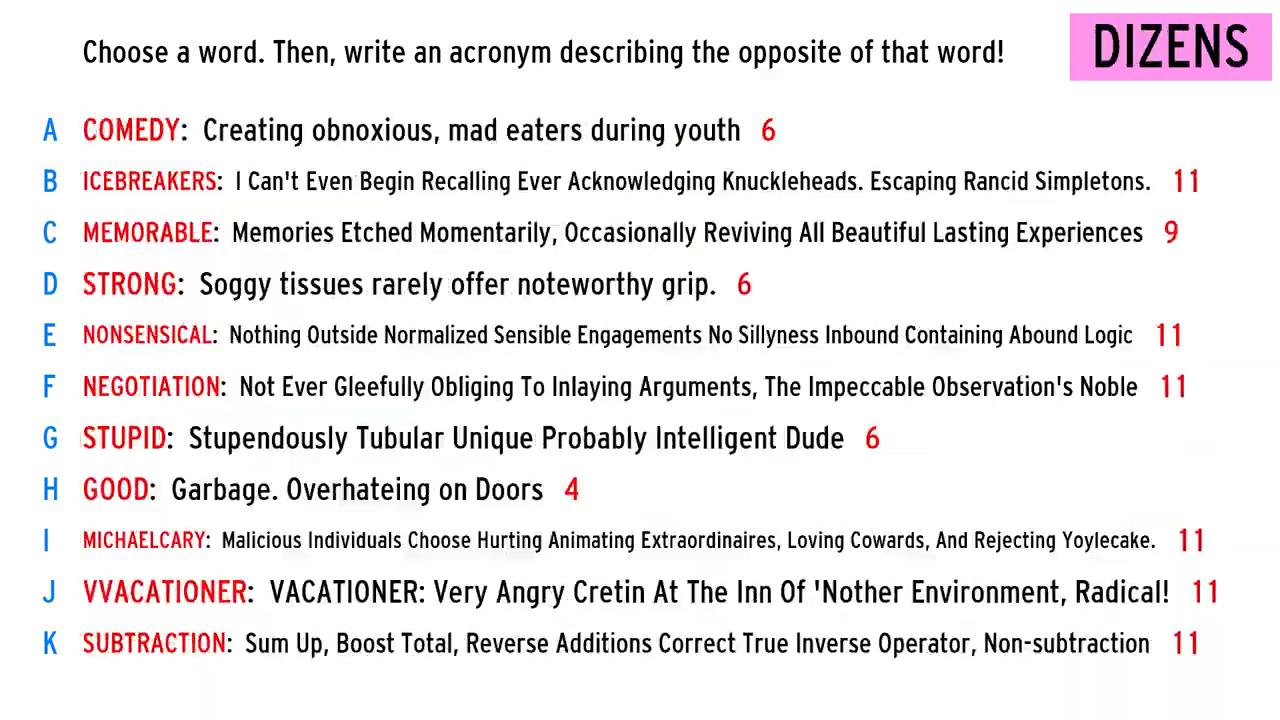 Choose a word. Then, write an acronym describing the opposite of that word!
DIZENS
A COMEDY: Creating obnoxious, mad eaters during youth 6
B ICEBREAKERS: I Can't Even Begin Recalling Ever Acknowledging Knuckleheads. Escaping Rancid Simpletons. 11
C MEMORABLE: Memories Etched Momentarily, Occasionally Reviving All Beautiful Lasting Experiences 9
D STRONG: Soggy tissues rarely offer noteworthy grip. 6
E NONSENSICAL: Nothing Outside Normalized Sensible Engagements No Sillyness Inbound Containing Abound Logic 11
F NEGOTIATION: Not Ever Gleefully Obliging To Inlaying Arguments, The Impeccable Observation's Noble 11
G STUPID: Stupendously Tubular Unique Probably Intelligent Dude 6
H GOOD: Garbage. Overhateing on Doors 4
I MICHAELCARY: Malicious Individuals Choose Hurting Animating Extraordinaires, Loving Cowards, And Rejecting Yoylecake. 11
J VVACATIONER: VACATIONER: Very Angry Cretin At The Inn Of 'Nother Environment, Radical! 11
K SUBTRACTION: Sum Up, Boost Total, Reverse Additions Correct True Inverse Operator, Non-subtraction 11